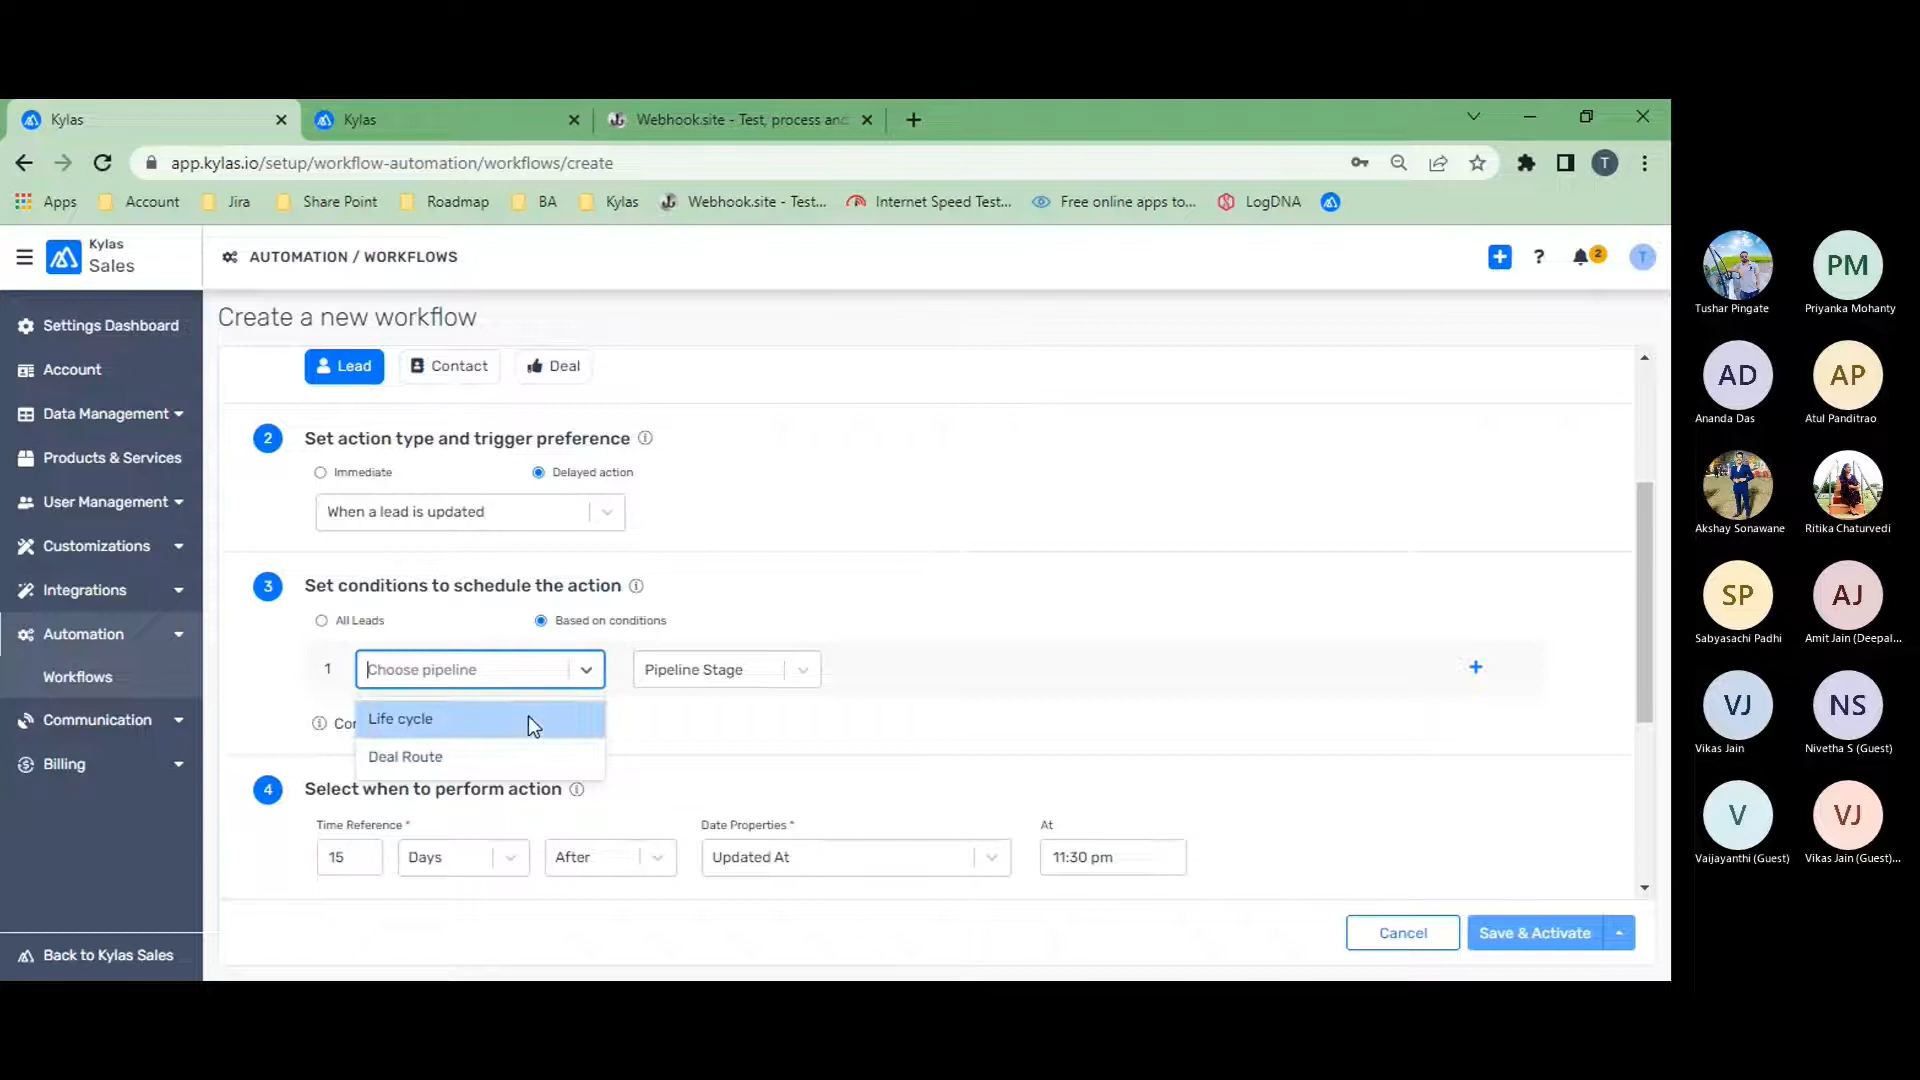 Kylas
Kylas
Webhook.site - Test, process and
app.kylas.io/setup/workflow-automation/workflows/create
T
Apps
Account
Jira
Share Point
Roadmap
BA
Kylas
Webhook.site - Test...
Internet Speed Test...
Free online apps to...
LogDNA
Kylas
Sales
AUTOMATION / WORKFLOWS
?
2
T
Settings Dashboard
Account
Data Management
Products & Services
User Management
Customizations
Integrations
Automation
Workflows
Communication
Billing
Back to Kylas Sales
Create a new workflow
Lead
Contact
Deal
2
Set action type and trigger preference
Immediate
Delayed action
When a lead is updated
3
Set conditions to schedule the action
All Leads
Based on conditions
1
Choose pipeline
Pipeline Stage
Life cycle
Deal Route
4
Select when to perform action
Time Reference *
Date Properties *
At
15
Days
After
Updated At
11:30 pm
Cancel
Save & Activate
Tushar Pingate
PM
Priyanka Mohanty
AD
Ananda Das
AP
Atul Panditrao
Akshay Sonawane
Ritika Chaturvedi
SP
Sabyasachi Padhi
AJ
Amit Jain (Deepal...
VJ
Vikas Jain
NS
Nivetha S (Guest)
V
Vaijayanthi (Guest)
VJ
Vikas Jain (Guest)...